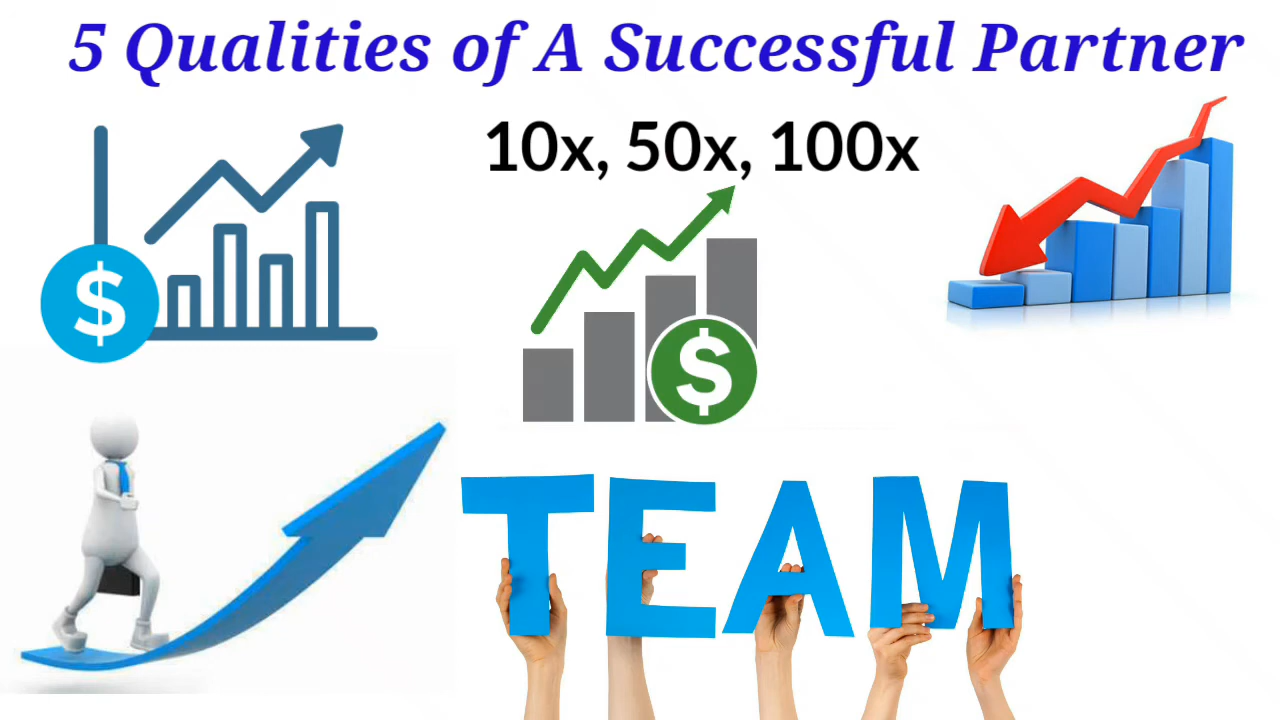 5 Qualities of A Successful Partner
10x, 50x, 100x
$
$
TEAM